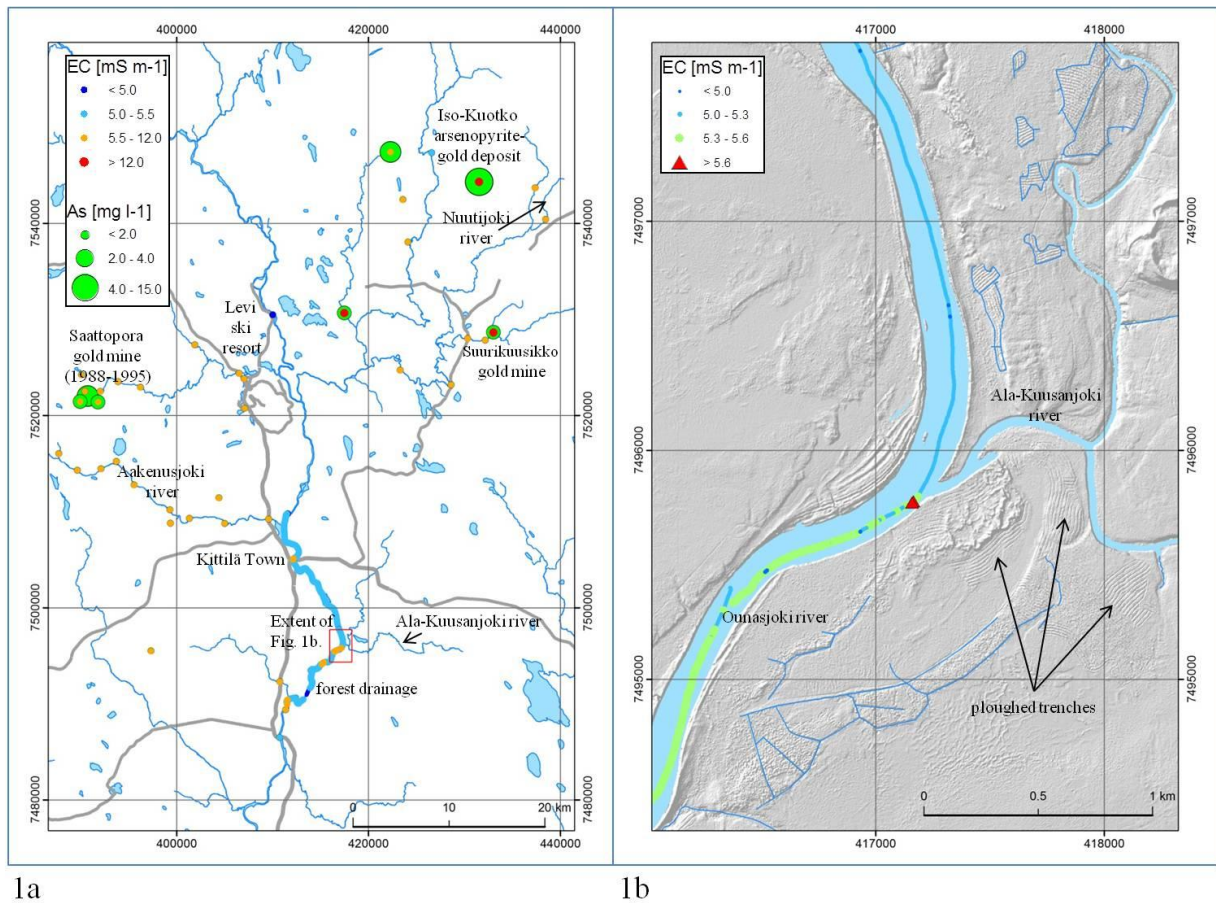 400000
420000
440000
EC [mS m-1]
< 5.0
5.0 - 5.5
5.5 - 12.0
> 12.0
As [mg l-1]
< 2.0
2.0 - 4.0
4.0 - 15.0
Iso-Kuotko
arsenopyrite-
gold deposit
Nuutijoki
river
7540000
7540000
Levi
ski
resort
Saattopora
gold mine
(1988-1995)
Suurikuusikko
gold mine
7520000
7520000
Aakenusjoki
river
Kittilä Town
7500000
7500000
Extent of
Fig. 1b.
Ala-Kuusanjoki river
forest drainage
7480000
7480000
0 10 20 km
400000
420000
440000
1a
417000
418000
EC [mS m-1]
< 5.0
5.0 - 5.3
5.3 - 5.6
> 5.6
7497000
7497000
Ala-Kuusanjoki
river
7496000
7496000
Ounasjoki river
7495000
7495000
ploughed trenches
0 0.5 1 km
417000
418000
1b